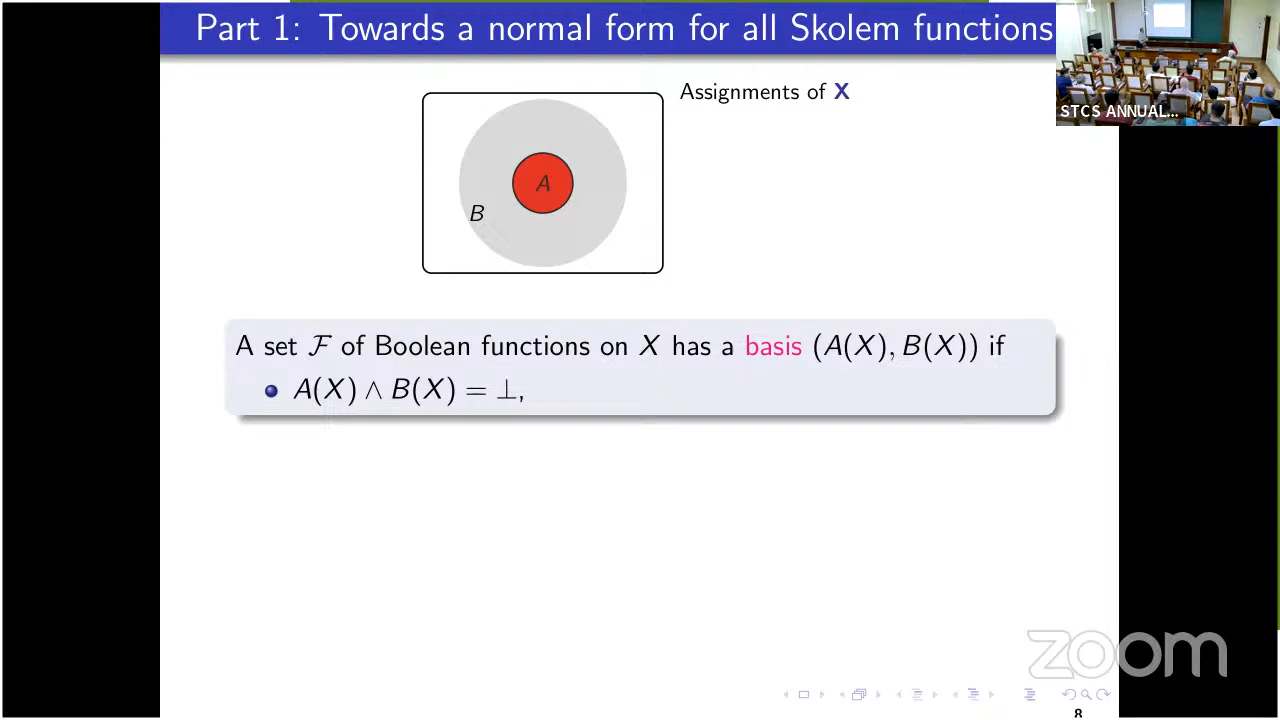 Part 1: Towards a normal form for all Skolem functions
STCS ANNUAL...
Assignments of X
A
B
A set ℱ of Boolean functions on X has a basis (A(X), B(X)) if
A(X) ∧ B(X) = ⊥,
zoom
8